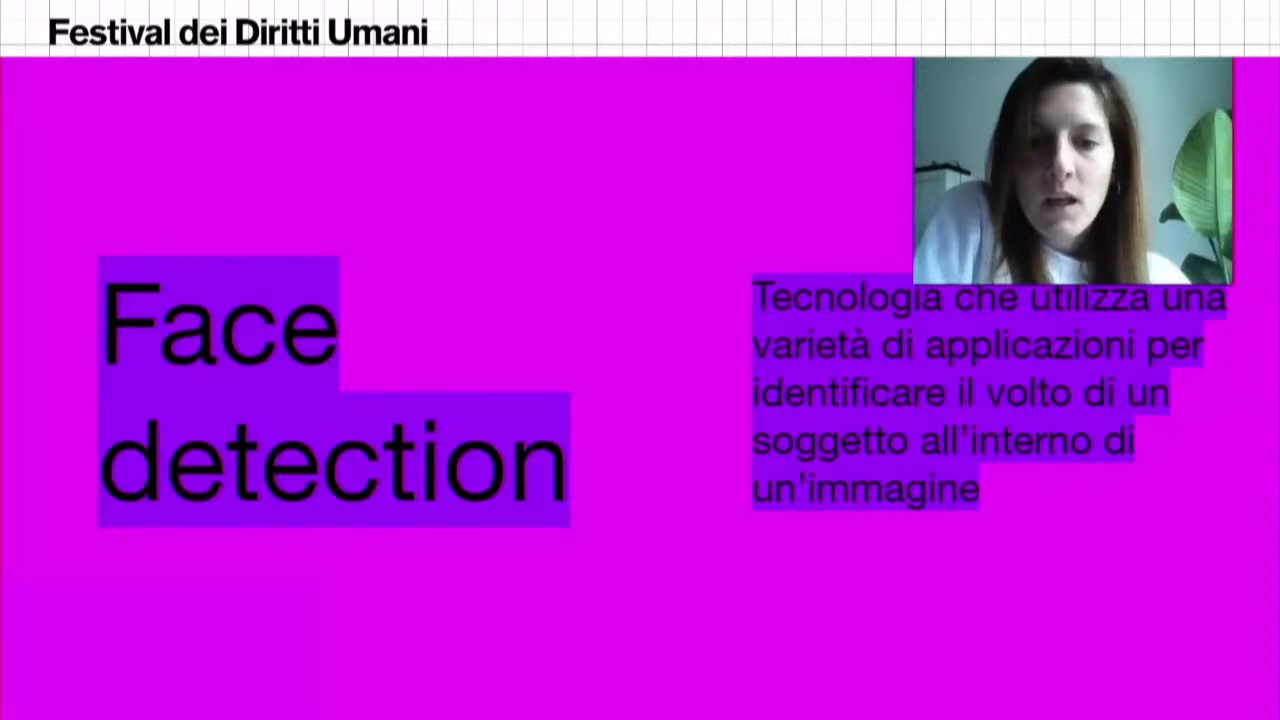 Festival dei Diritti Umani
Face
detection
Tecnologia che utilizza una
varietà di applicazioni per
identificare il volto di un
soggetto all'interno di
un'immagine